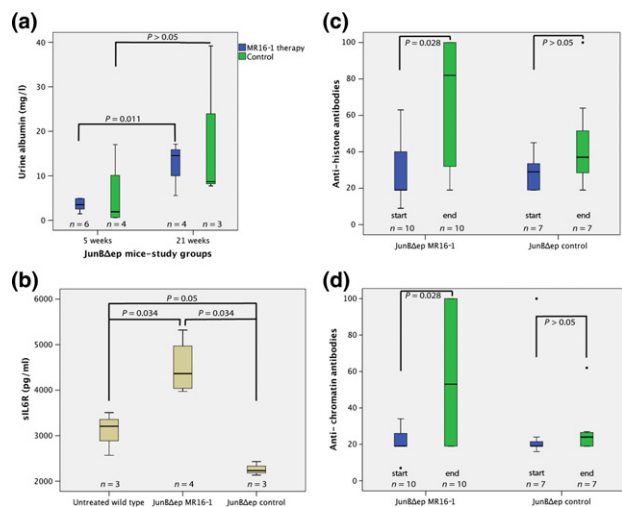 (a)
P > 0.05
MR16-1 therapy
Control
40
30
20
10
0
Urine albumin (mg/l)
P = 0.011
n = 6
n = 4
n = 4
n = 3
5 weeks
21 weeks
JunBΔep mice-study groups
(b)
6000
5000
4000
3000
2000
sIL6R (pg/ml)
P = 0.05
P = 0.034
P = 0.034
n = 3
n = 4
n = 3
Untreated wild type
JunBΔep MR16-1
JunBΔep control
(c)
100
80
60
40
20
0
Anti-histone antibodies
P = 0.028
P > 0.05
start
end
start
end
n = 10
n = 10
n = 7
n = 7
JunBΔep MR16-1
JunBΔep control
(d)
100
80
60
40
20
0
Anti- chromatin antibodies
P = 0.028
P > 0.05
start
end
start
end
n = 10
n = 10
n = 7
n = 7
JunBΔep MR16-1
JunBΔep control